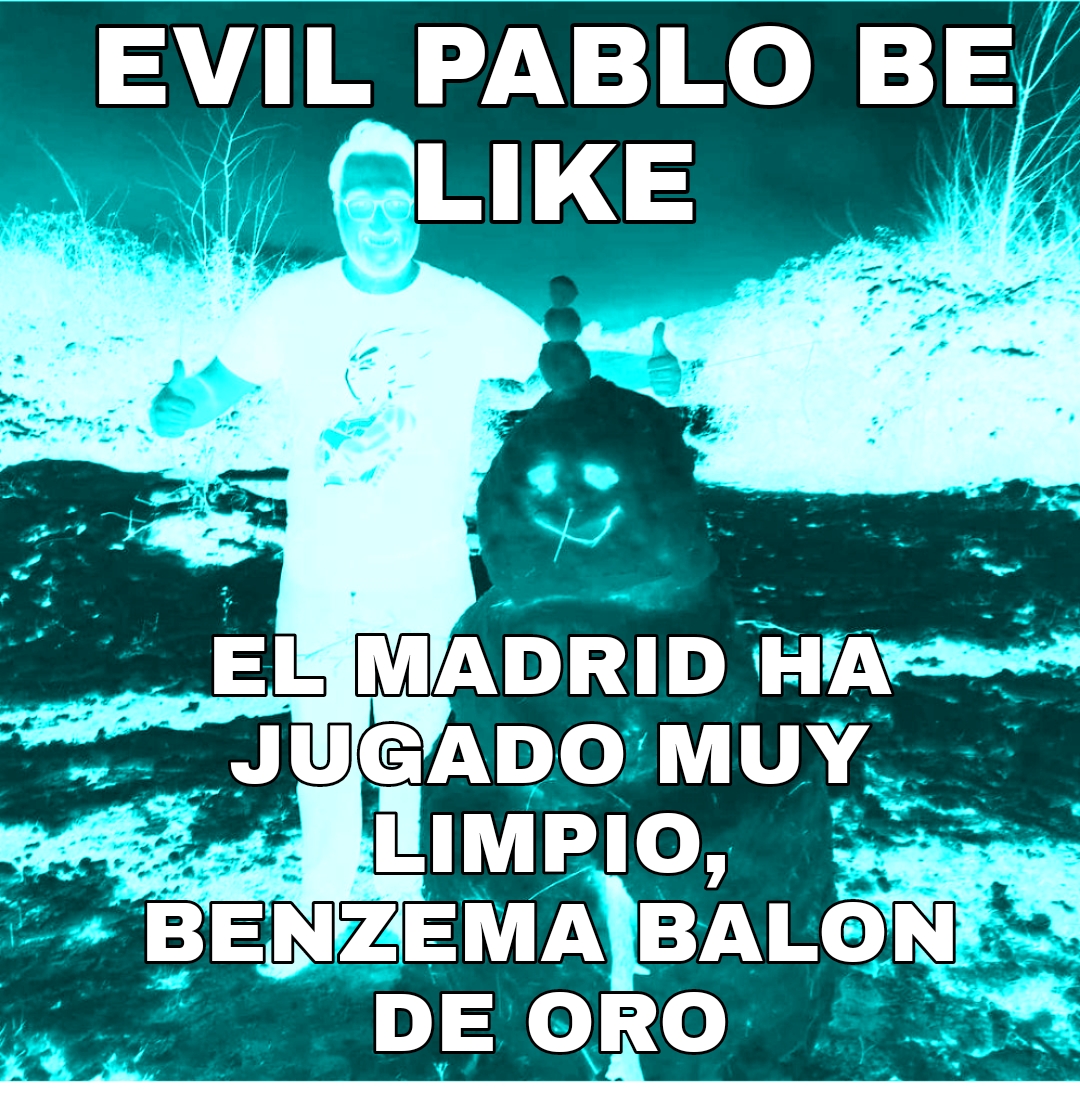 EVIL PABLO BE
LIKE
EL MADRID HA
JUGADO MUY
LIMPIO,
BENZEMA BALON
DE ORO